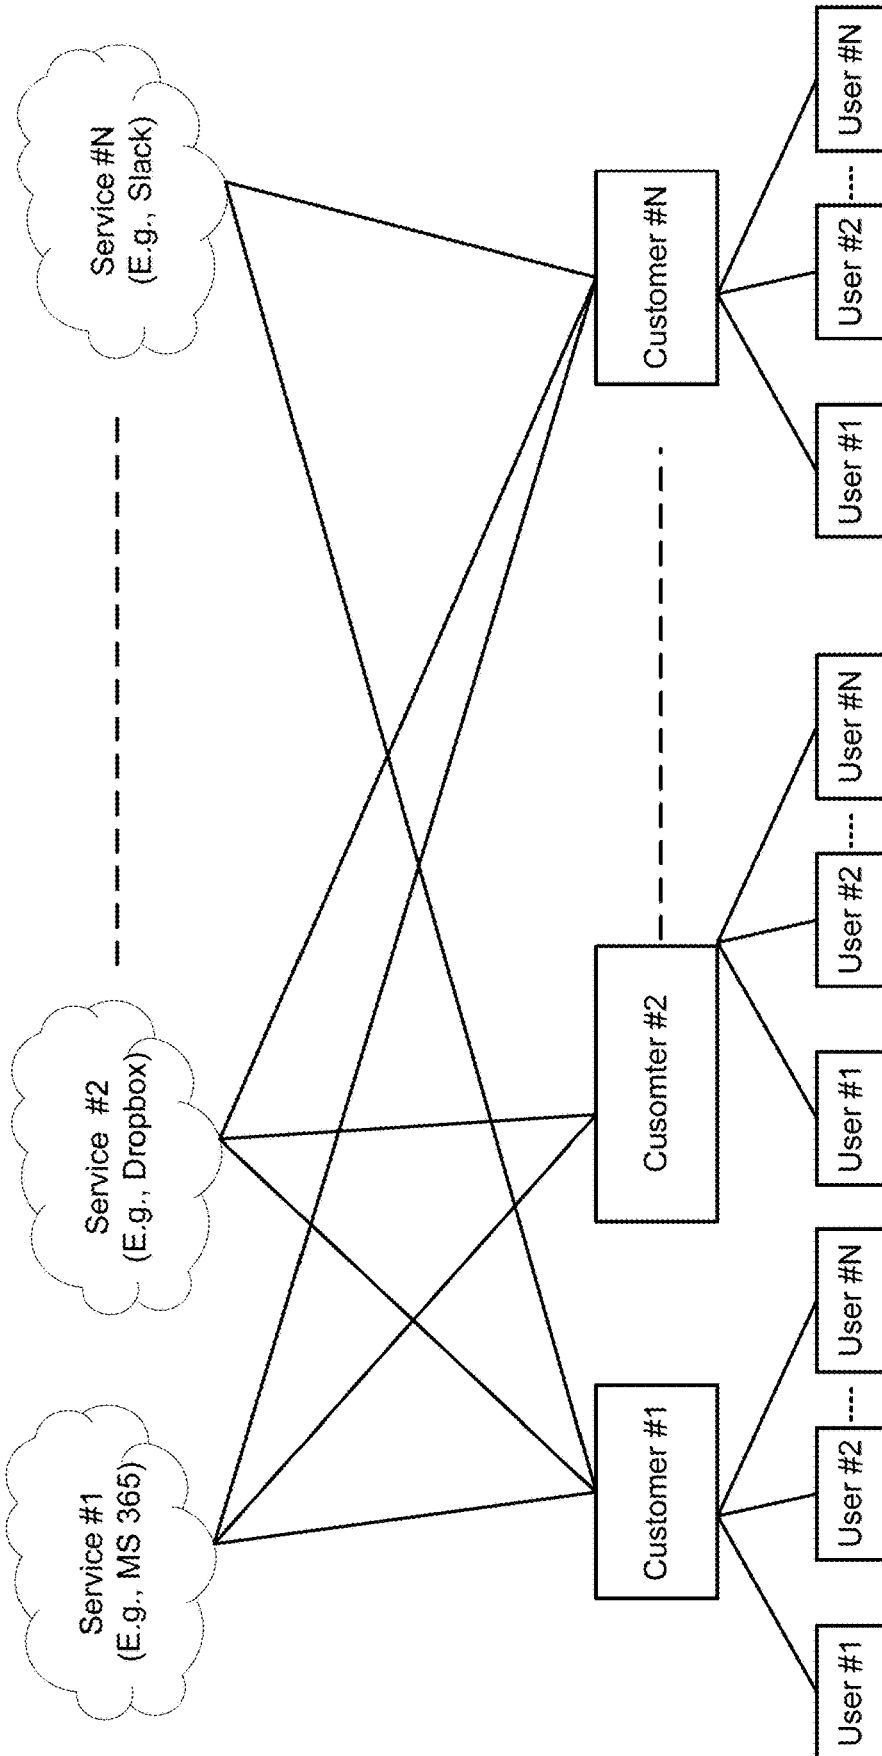 Service #1
(E.g., MS 365)
Service  #2
(E.g., Dropbox)
Service #N
(E.g., Slack)
Customer #1
Cusomter #2
Customer #N
User #1
User #2
User #N
User #1
User #2
User #N
User #1
User #2
User #N